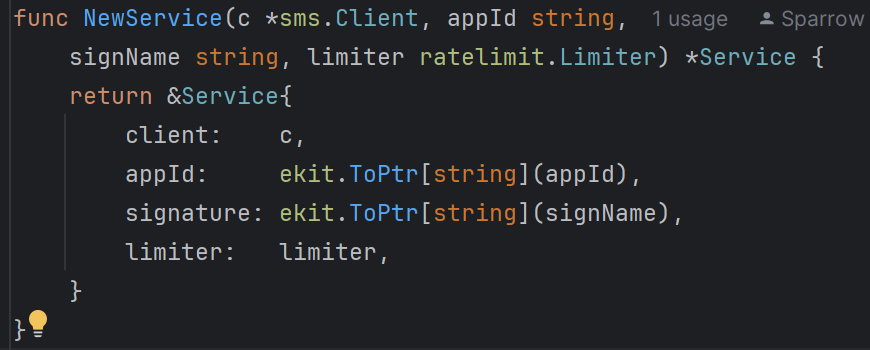 func NewService(c *sms.Client, appId string, 1 usage Sparrow
    signName string, limiter ratelimit.Limiter) *Service {
    return &Service{
        client:    c,
        appId:     ekit.ToPtr[string](appId),
        signature: ekit.ToPtr[string](signName),
        limiter:   limiter,
    }
}